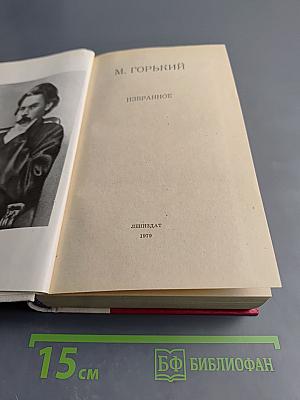 М. ГОРЬКИЙ
ИЗБРАННОЕ
ЛЕНИЗДАТ
1979
15 см
БФ БИБЛИОФАН